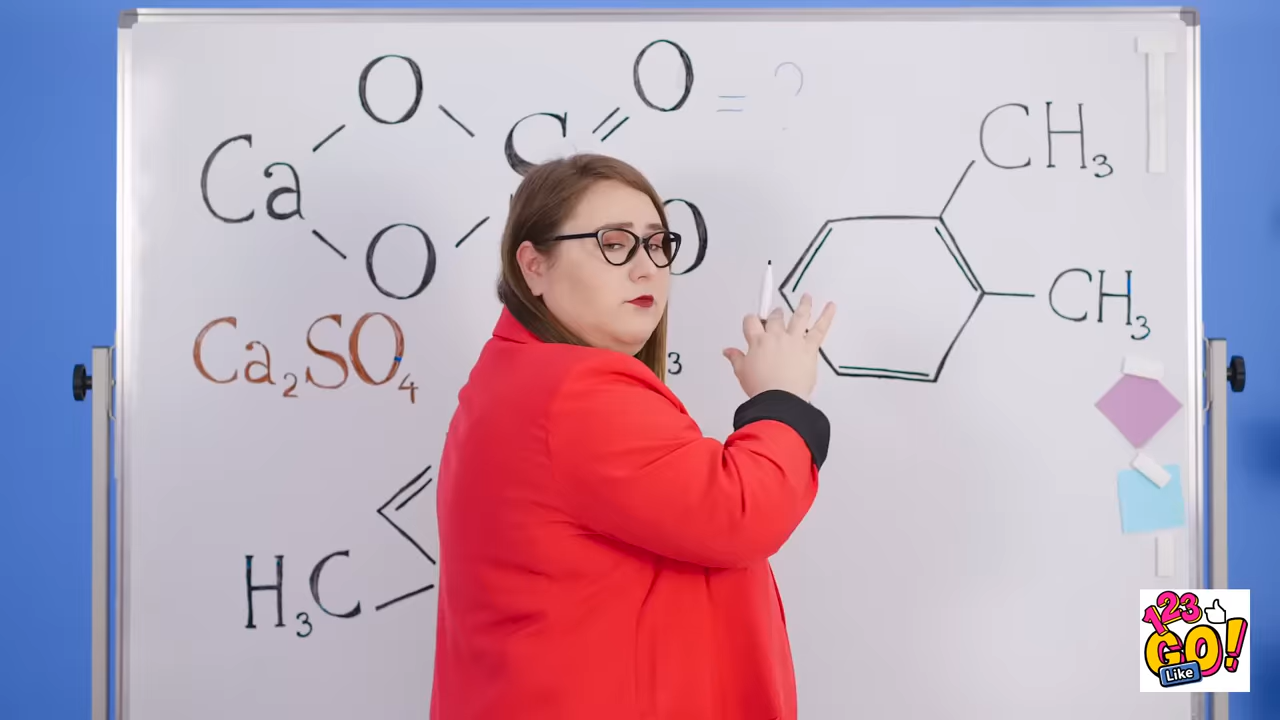 O O = ?
Ca C
O O
CH₃
CH₃
Ca₂SO₄
3
H₃C
123
GO!
Like